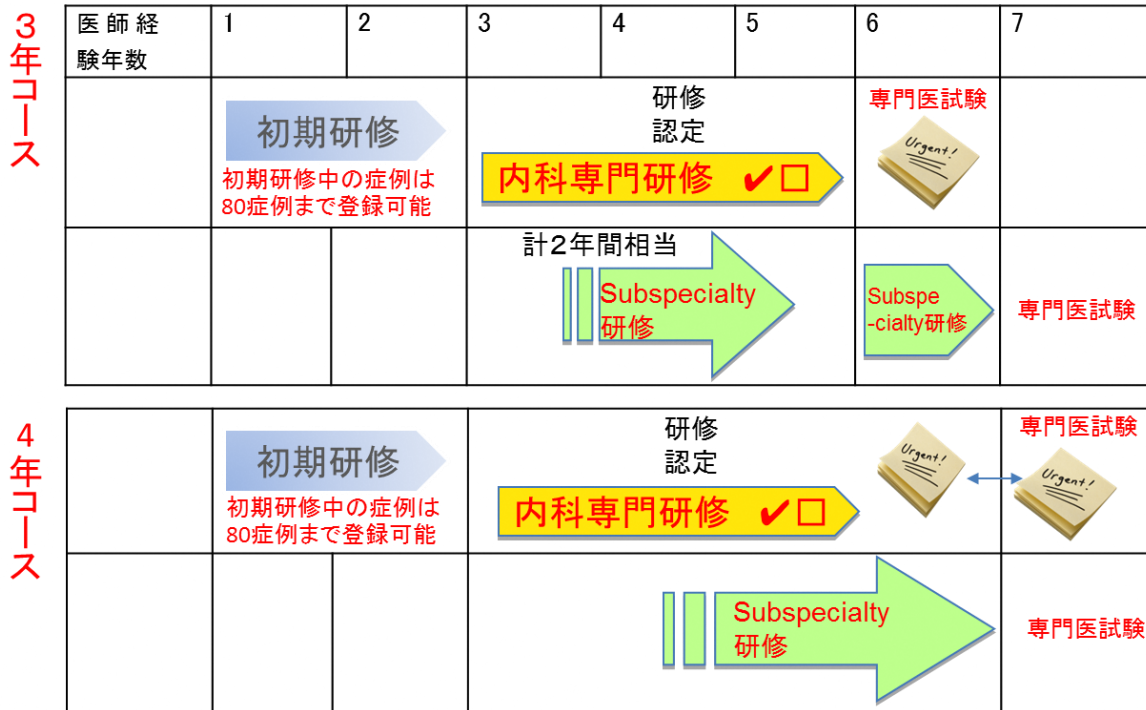 3年コース
医師経
験年数
1
2
3
4
5
6
7
初期研修
初期研修中の症例は
80症例まで登録可能
研修
認定
内科専門研修 ✔□
専門医試験
Urgent!
計2年間相当
Subspecialty
研修
Subspe
-cialty研修
専門医試験
4年コース
初期研修
初期研修中の症例は
80症例まで登録可能
研修
認定
内科専門研修 ✔□
Urgent!
専門医試験
Urgent!
Subspecialty
研修
専門医試験